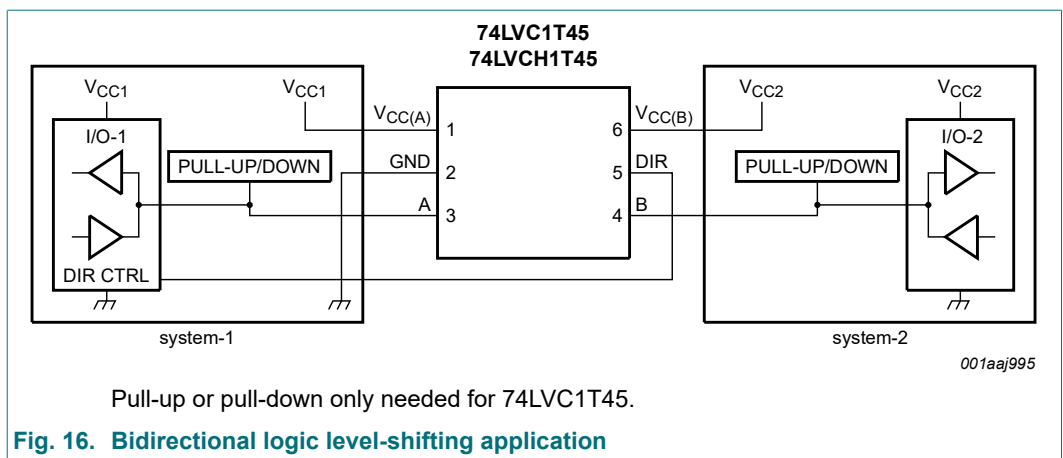 74LVC1T45
74LVCH1T45
VCC1
VCC1
VCC(A)
VCC(B)
VCC2
VCC2
I/O-1
1
6
I/O-2
PULL-UP/DOWN
GND
2
5
DIR
PULL-UP/DOWN
A
3
4
B
DIR CTRL
system-1
system-2
001aaj995
Pull-up or pull-down only needed for 74LVC1T45.
Fig. 16. Bidirectional logic level-shifting application